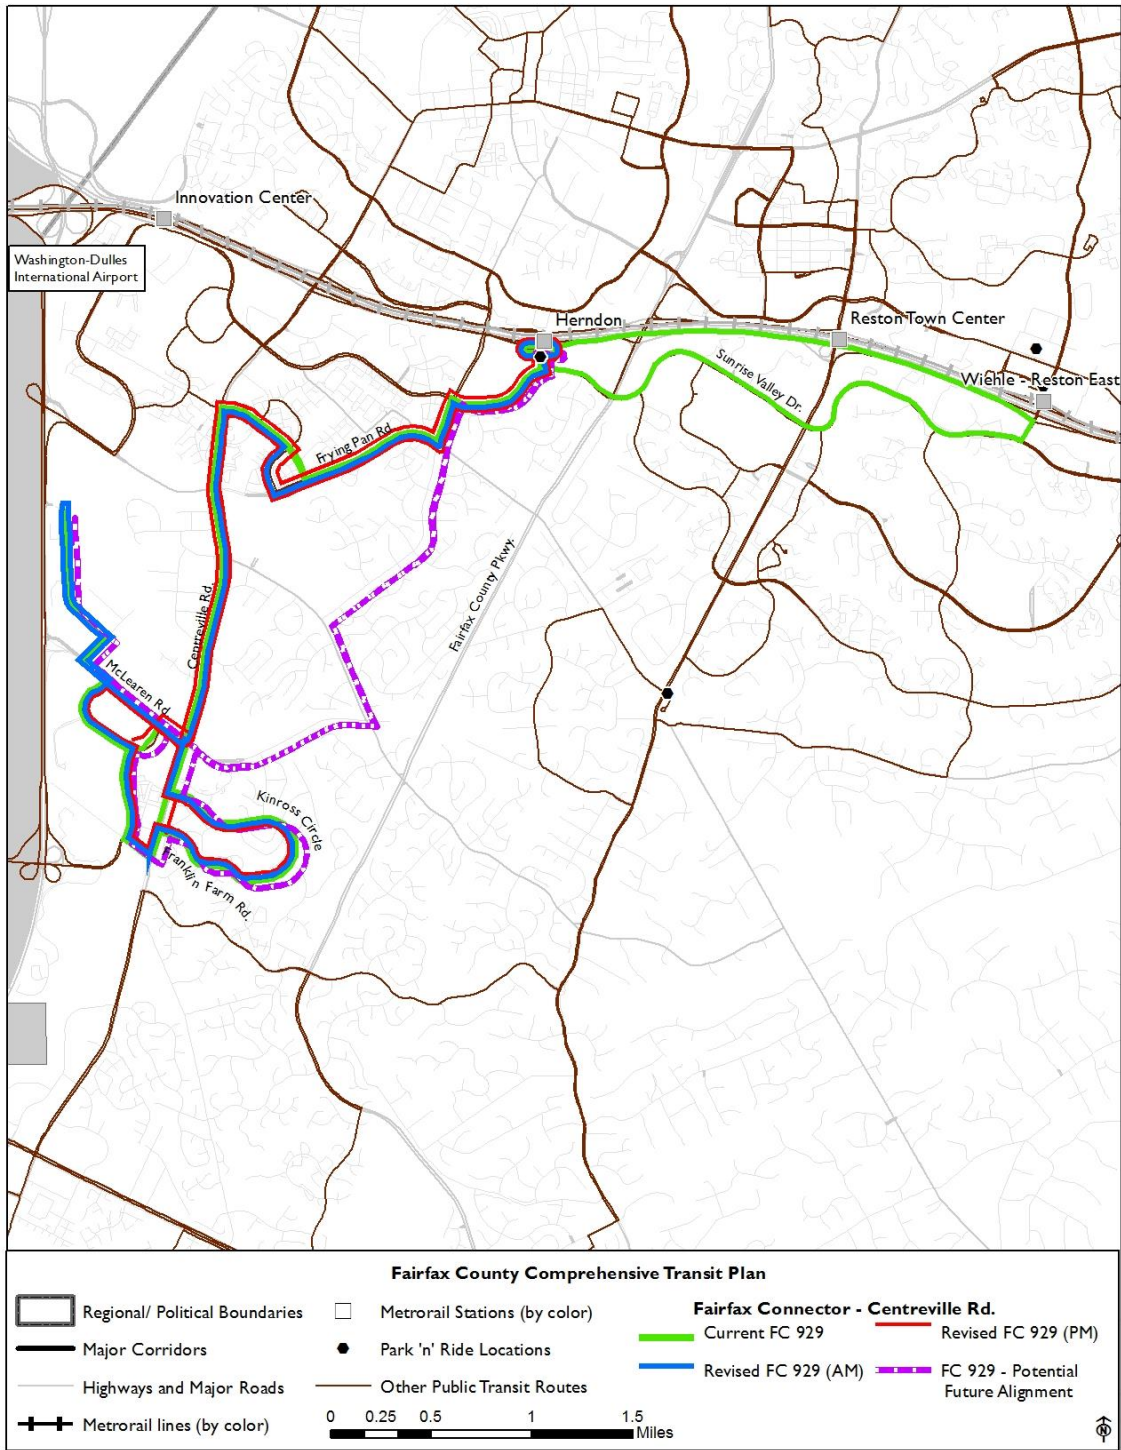 Innovation Center
Washington-Dulles
International Airport
Herndon
Reston Town Center
Sunrise Valley Dr.
Wiehle - Reston East
Frying Pan Rd.
Fairfax County Pkwy.
Centreville Rd.
McLearen Rd.
Kinross Circle
Franklin Farm Rd.
Fairfax County Comprehensive Transit Plan
Regional/ Political Boundaries
Major Corridors
Highways and Major Roads
Metrorail lines (by color)
Metrorail Stations (by color)
Park 'n' Ride Locations
Other Public Transit Routes
0 0.25 0.5 1 1.5
Miles
Fairfax Connector - Centreville Rd.
Current FC 929
Revised FC 929 (AM)
Revised FC 929 (PM)
FC 929 - Potential
Future Alignment
N